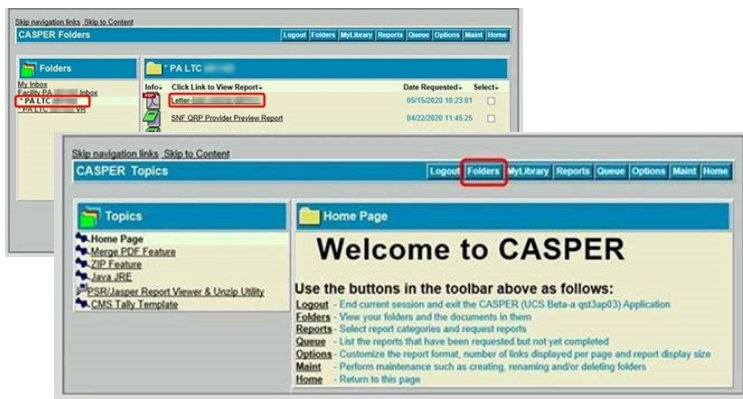 Skip navigation links Skip to Content
CASPER Folders
Logout Folders MyLibrary Reports Queue Options Maint Home
Folders
My Inbox
Facility PA Inbox
* PA LTC
* PA LTC VR
* PA LTC
Info Click Link to View Report Date Requested Select
Letter- 05/15/2020 10:23:01
SNF QRP Provider Preview Report 04/22/2020 11:45:25
Skip navigation links Skip to Content
CASPER Topics
Logout Folders MyLibrary Reports Queue Options Maint Home
Topics
Home Page
Merge PDF Feature
ZIP Feature
Java JRE
PSR/Jasper Report Viewer & Unzip Utility
CMS Tally Template
Home Page
Welcome to CASPER
Use the buttons in the toolbar above as follows:
Logout - End current session and exit the CASPER (UCS Beta-a qst3ap03) Application
Folders - View your folders and the documents in them
Reports - Select report categories and request reports
Queue - List the reports that have been requested but not yet completed
Options - Customize the report format, number of links displayed per page and report display size
Maint - Perform maintenance such as creating, renaming and/or deleting folders
Home - Return to this page